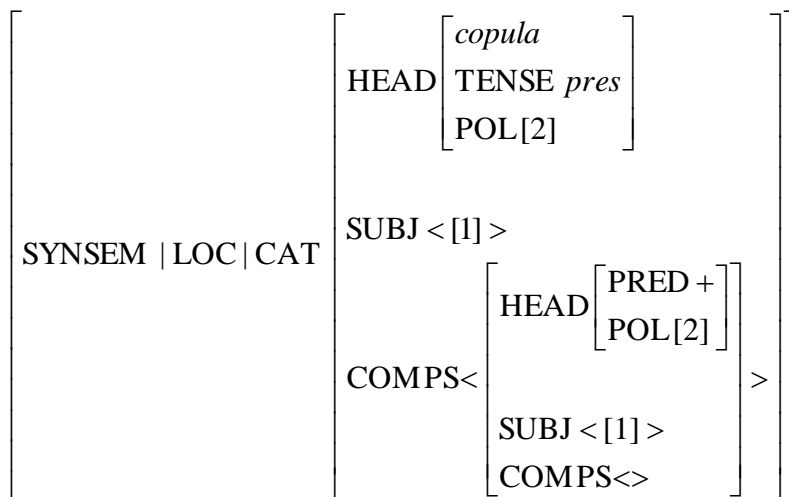 copula
HEAD TENSE pres
POL[2]
SUBJ <[1]>
SYNSEM | LOC | CAT
PRED +
HEAD
POL[2]
COMPS< >
SUBJ <[1]>
COMPS<>